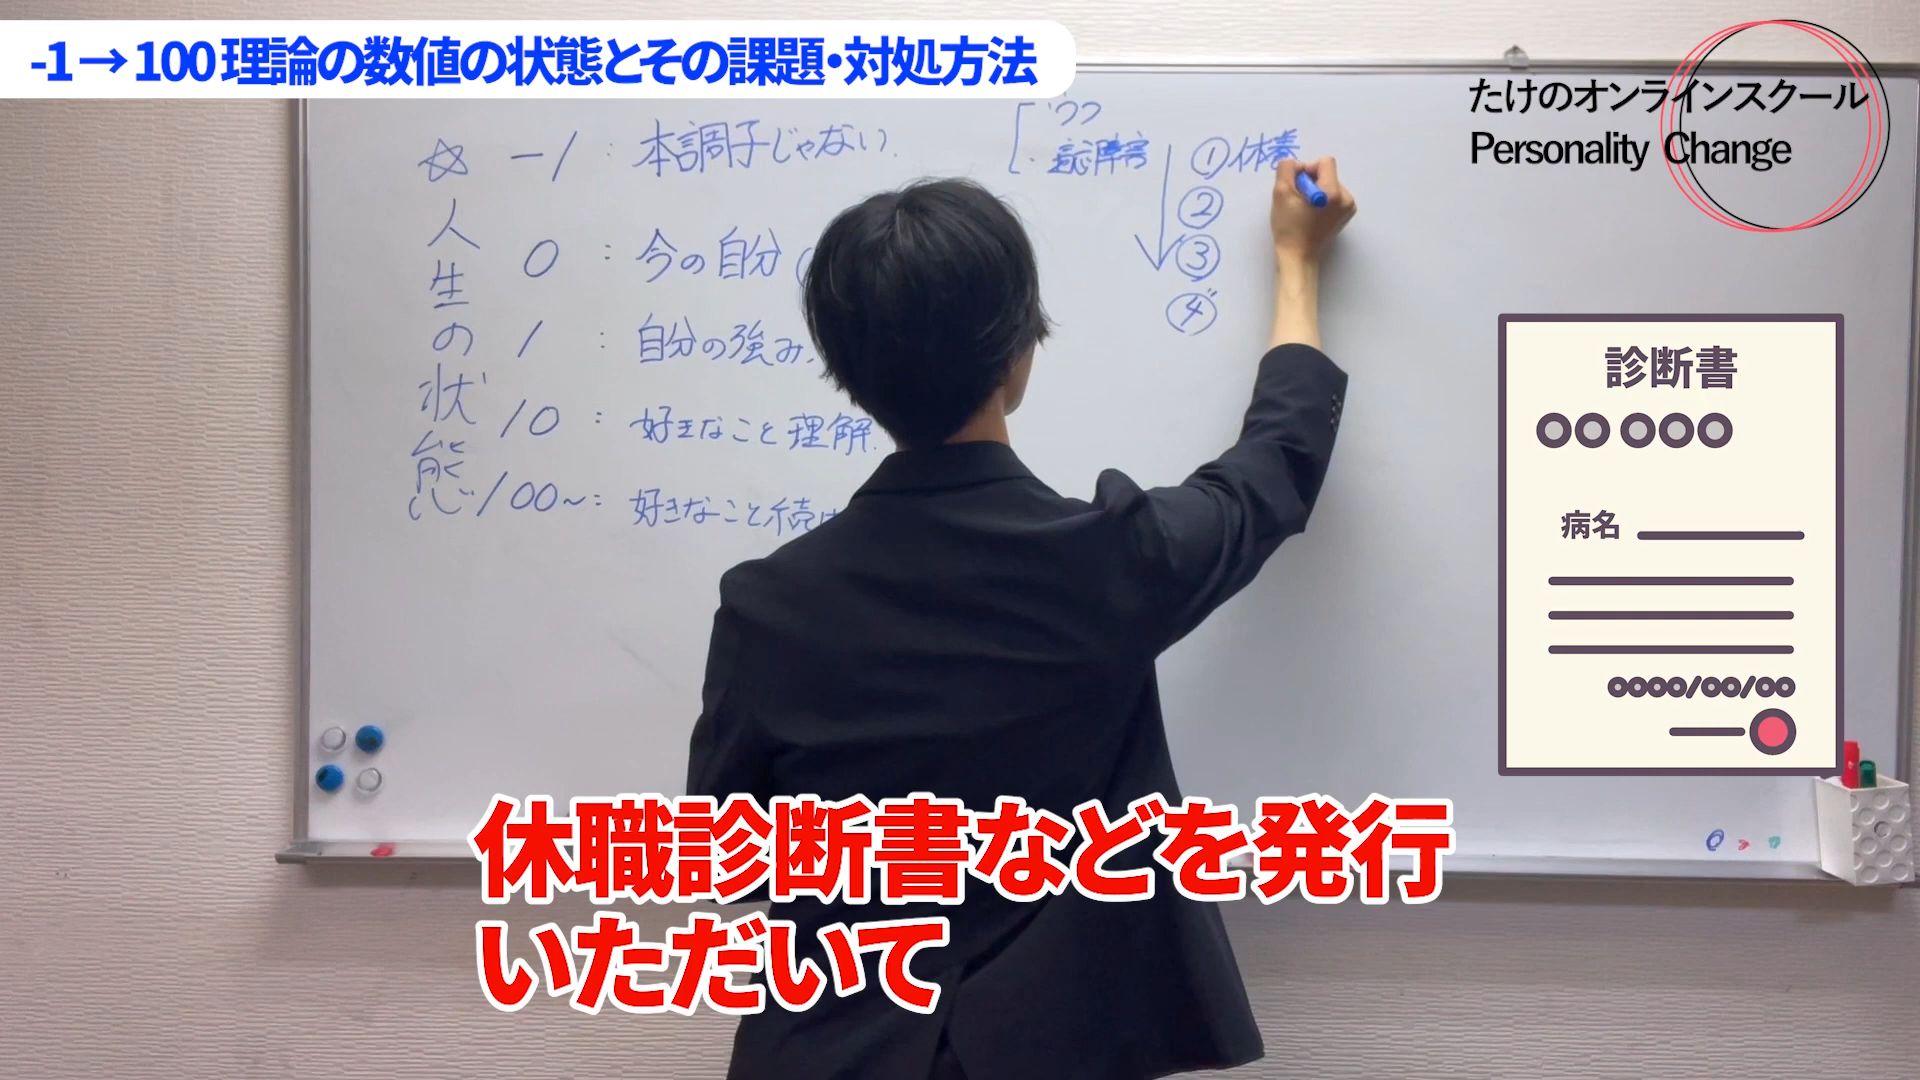 -1→100理論の数値の状態とその課題・対処方法
たけのオンラインスクール
Personality Change
☆ -1 : 本調子じゃない
人生の状態
0 : 今の自分
1 : 自分の強み
10 : 好きなこと理解
100~ : 好きなこと続け
ウツ
障害
①休養
②
③
④
診断書
○○ ○○○
病名
○○○○/○○/○○
休職診断書などを発行
いただいて